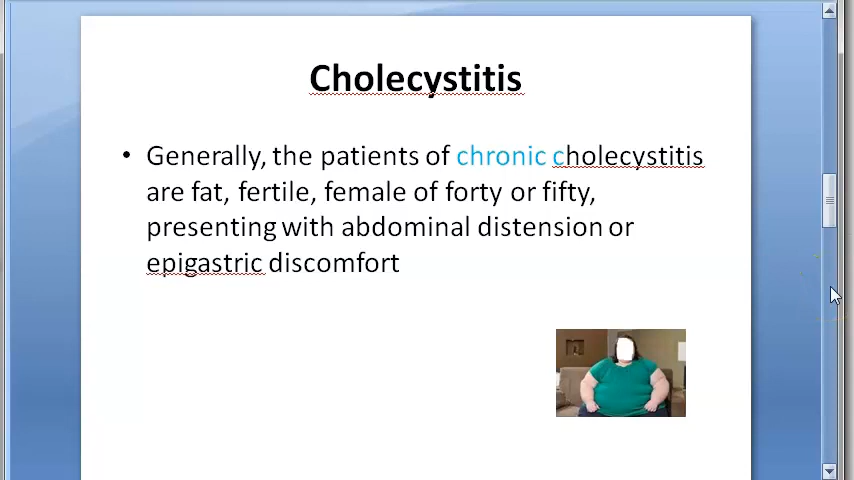 Cholecystitis
• Generally, the patients of chronic cholecystitis
are fat, fertile, female of forty or fifty,
presenting with abdominal distension or
epigastric discomfort